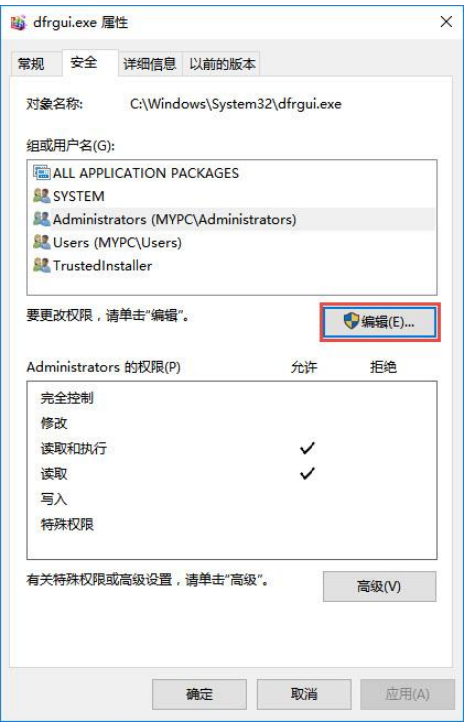 dfrgui.exe 属性
常规 安全 详细信息 以前的版本
对象名称: C:\Windows\System32\dfrgui.exe
组或用户名(G):
ALL APPLICATION PACKAGES
SYSTEM
Administrators (MYPC\Administrators)
Users (MYPC\Users)
TrustedInstaller
要更改权限，请单击“编辑”。 编辑(E)...
Administrators 的权限(P) 允许 拒绝
完全控制
修改
读取和执行
读取
写入
特殊权限
有关特殊权限或高级设置，请单击“高级”。 高级(V)
确定 取消 应用(A)